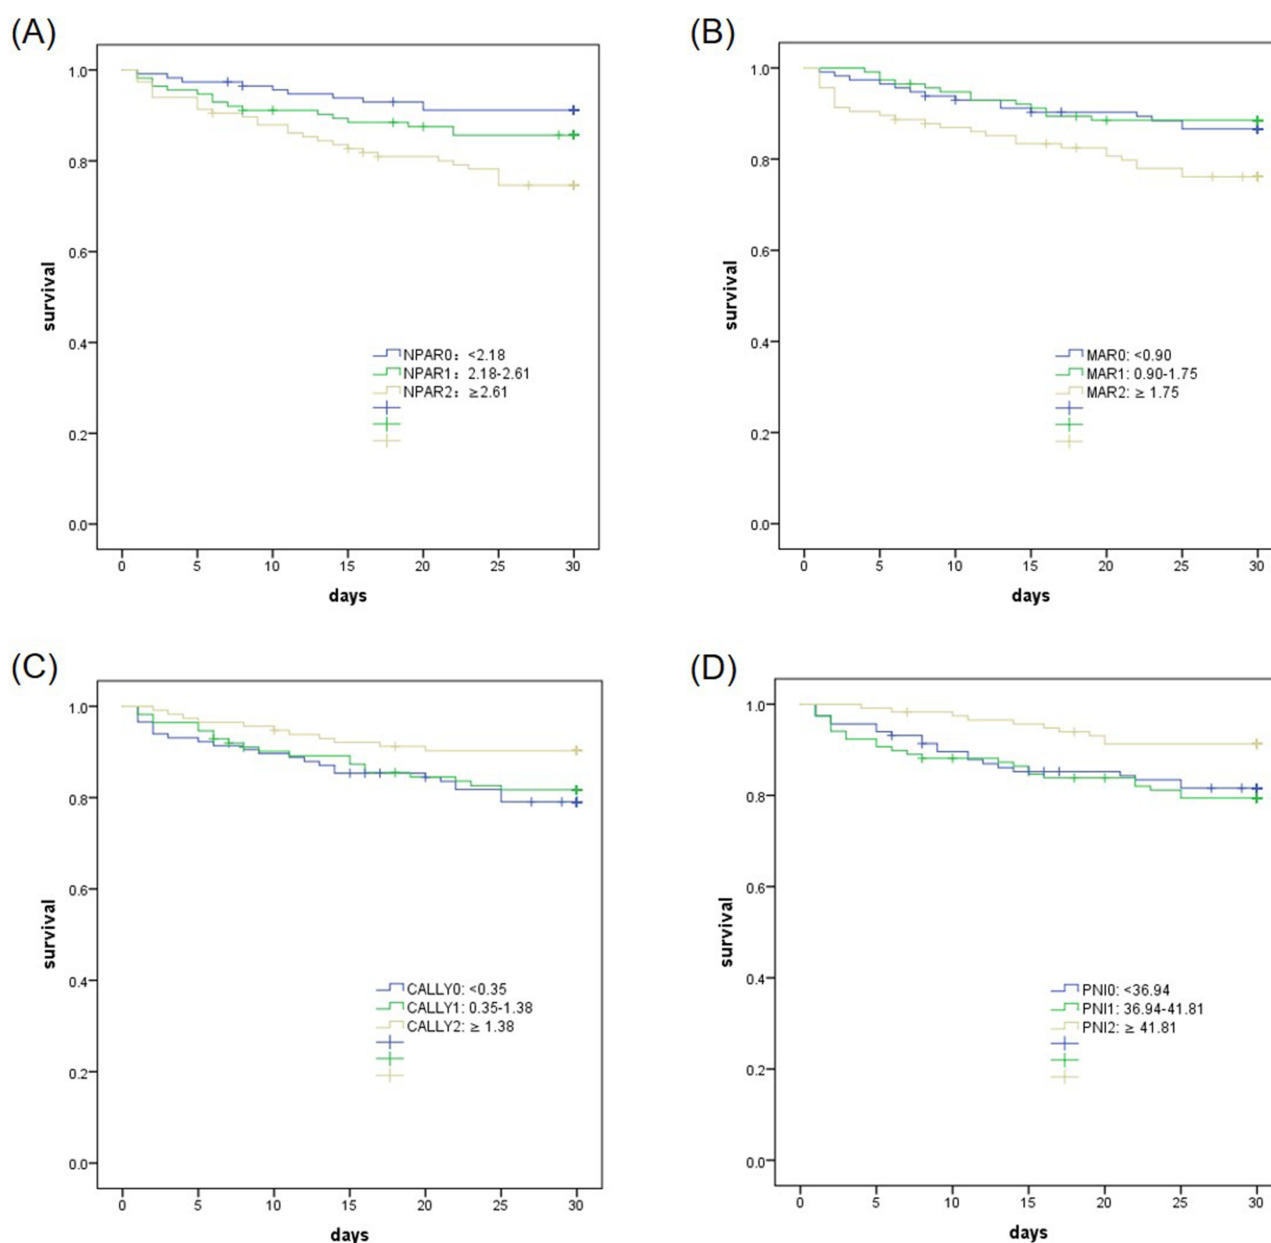 (A)
1.0
0.8
0.6
0.4
0.2
0.0
survival
NPAR0：<2.18
NPAR1：2.18-2.61
NPAR2：≥2.61
0 5 10 15 20 25 30
days
(B)
1.0
0.8
0.6
0.4
0.2
0.0
survival
MAR0: <0.90
MAR1: 0.90-1.75
MAR2: ≥ 1.75
0 5 10 15 20 25 30
days
(C)
1.0
0.8
0.6
0.4
0.2
0.0
survival
CALLY0: <0.35
CALLY1: 0.35-1.38
CALLY2: ≥ 1.38
0 5 10 15 20 25 30
days
(D)
1.0
0.8
0.6
0.4
0.2
0.0
survival
PNI0: <36.94
PNI1: 36.94-41.81
PNI2: ≥ 41.81
0 5 10 15 20 25 30
days